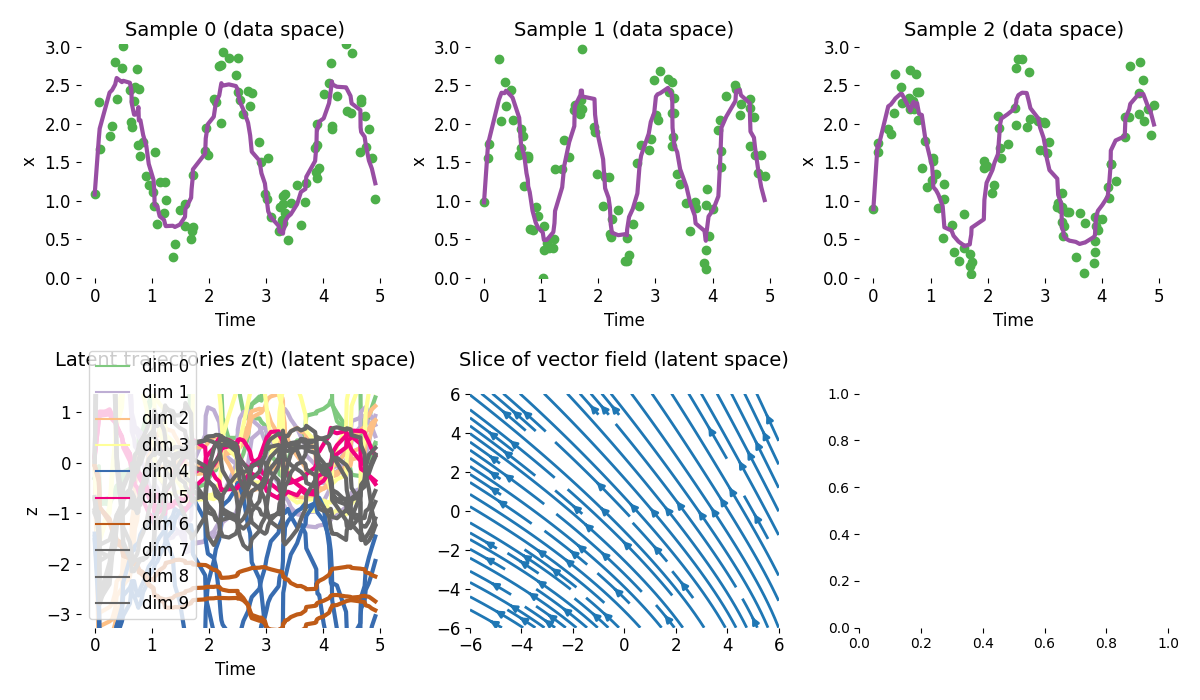 Sample 0 (data space)
Sample 1 (data space)
Sample 2 (data space)
3.0
2.5
2.0
1.5
1.0
0.5
0.0
x
0 1 2 3 4 5
Time
3.0
2.5
2.0
1.5
1.0
0.5
0.0
x
0 1 2 3 4 5
Time
3.0
2.5
2.0
1.5
1.0
0.5
0.0
x
0 1 2 3 4 5
Time
Latent trajectories z(t) (latent space)
dim 0
dim 1
dim 2
dim 3
dim 4
dim 5
dim 6
dim 7
dim 8
dim 9
1
0
−1
−2
−3
z
0 1 2 3 4 5
Time
Slice of vector field (latent space)
6
4
2
0
−2
−4
−6
−6 −4 −2 0 2 4 6
1.0
0.8
0.6
0.4
0.2
0.0
0.0 0.2 0.4 0.6 0.8 1.0